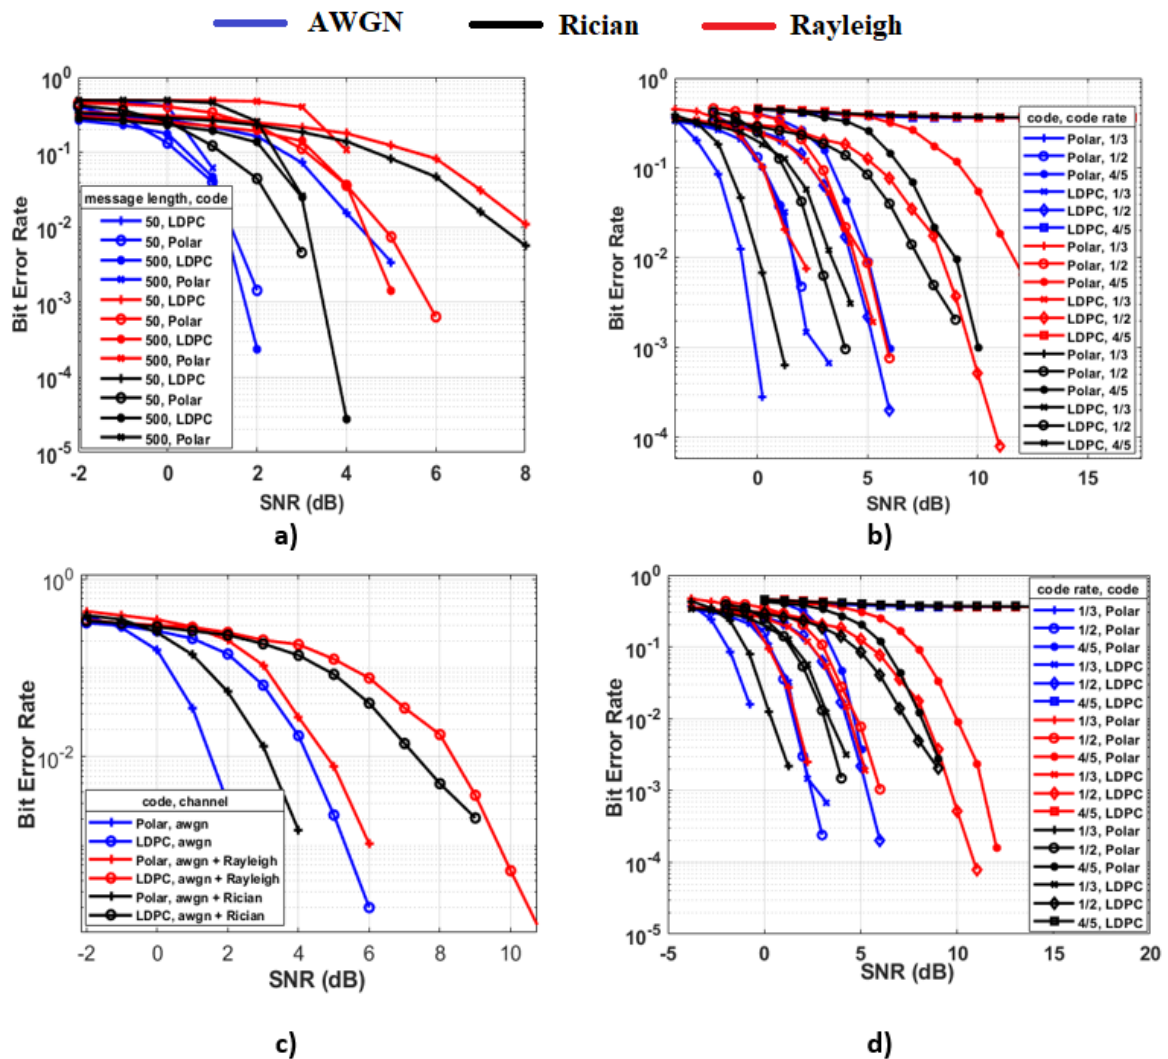 AWGN Rician Rayleigh
10^0
10^-1
10^-2
10^-3
10^-4
10^-5
Bit Error Rate
message length, code
50, LDPC
50, Polar
500, LDPC
500, Polar
50, LDPC
50, Polar
500, LDPC
500, Polar
50, LDPC
50, Polar
500, LDPC
500, Polar
-2 0 2 4 6 8
SNR (dB)
a)
10^0
10^-1
10^-2
10^-3
10^-4
Bit Error Rate
code, code rate
Polar, 1/3
Polar, 1/2
Polar, 4/5
LDPC, 1/3
LDPC, 1/2
LDPC, 4/5
Polar, 1/3
Polar, 1/2
Polar, 4/5
LDPC, 1/3
LDPC, 1/2
LDPC, 4/5
Polar, 1/3
Polar, 1/2
Polar, 4/5
LDPC, 1/3
LDPC, 1/2
LDPC, 4/5
0 5 10 15
SNR (dB)
b)
10^0
10^-2
Bit Error Rate
code, channel
Polar, awgn
LDPC, awgn
Polar, awgn + Rayleigh
LDPC, awgn + Rayleigh
Polar, awgn + Rician
LDPC, awgn + Rician
-2 0 2 4 6 8 10
SNR (dB)
c)
10^0
10^-1
10^-2
10^-3
10^-4
10^-5
Bit Error Rate
code rate, code
1/3, Polar
1/2, Polar
4/5, Polar
1/3, LDPC
1/2, LDPC
4/5, LDPC
1/3, Polar
1/2, Polar
4/5, Polar
1/3, LDPC
1/2, LDPC
4/5, LDPC
1/3, Polar
1/2, Polar
4/5, Polar
1/3, LDPC
1/2, LDPC
4/5, LDPC
-5 0 5 10 15 20
SNR (dB)
d)